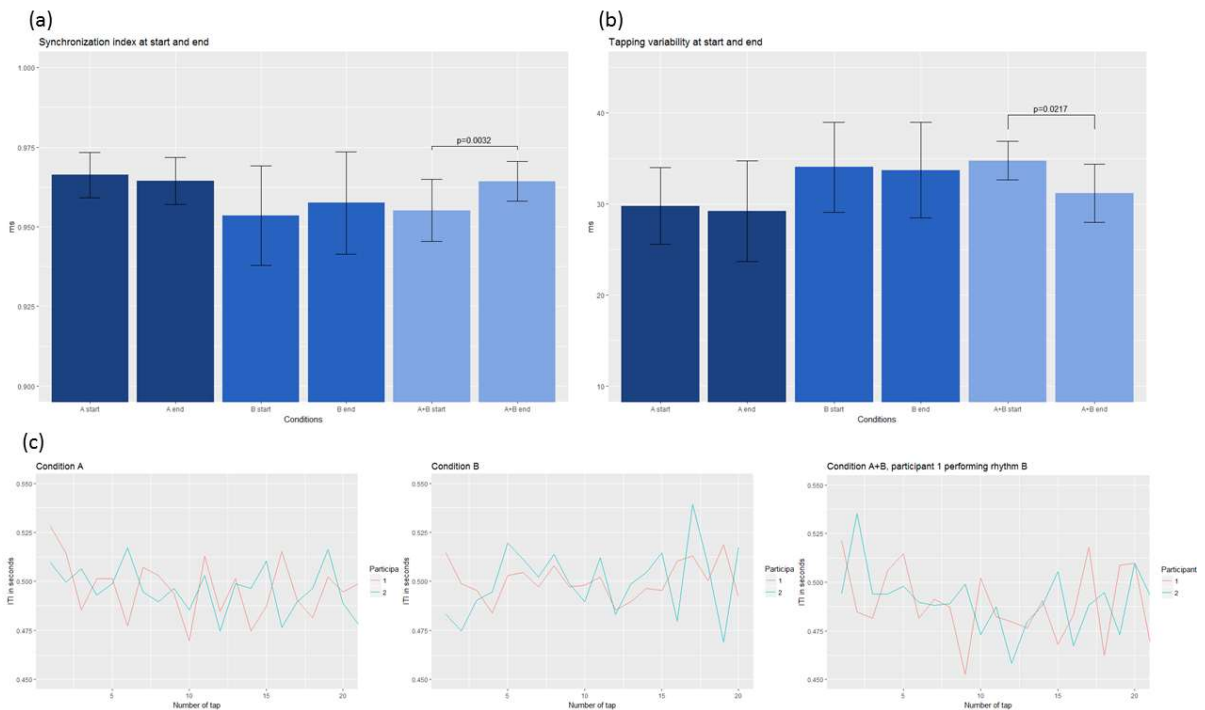 (a)
Synchronization index at start and end
1.000
0.975
0.950
0.925
0.900
ms
p=0.0032
A start A end B start B end A+B start A+B end
Conditions
(b)
Tapping variability at start and end
40
30
20
10
ms
p=0.0217
A start A end B start B end A+B start A+B end
Conditions
(c)
Condition A
0.550
0.525
0.500
0.475
0.450
ITI in seconds
5 10 15 20
Number of tap
Participa
1
2
Condition B
0.550
0.525
0.500
0.475
0.450
ITI in seconds
5 10 15 20
Number of tap
Participa
1
2
Condition A+B, participant 1 performing rhythm B
0.550
0.525
0.500
0.475
0.450
ITI in seconds
5 10 15 20
Number of tap
Participant
1
2